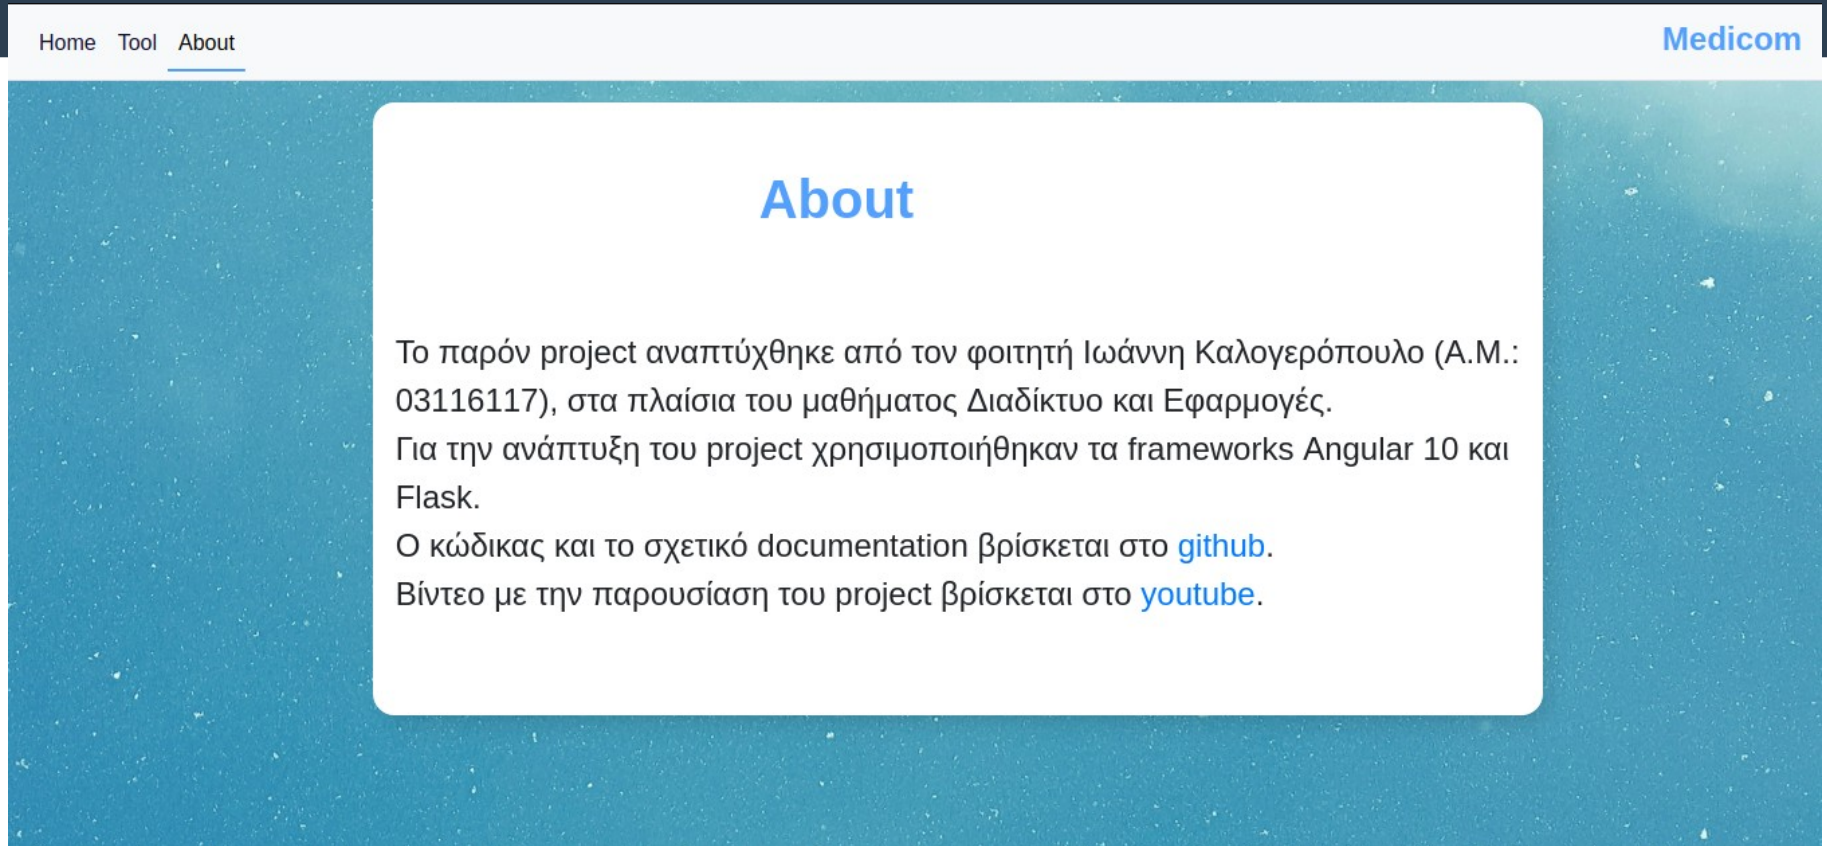 Home Tool About Medicom
About
Το παρόν project αναπτύχθηκε από τον φοιτητή Ιωάννη Καλογερόπουλο (Α.Μ.:
03116117), στα πλαίσια του μαθήματος Διαδίκτυο και Εφαρμογές.
Για την ανάπτυξη του project χρησιμοποιήθηκαν τα frameworks Angular 10 και
Flask.
Ο κώδικας και το σχετικό documentation βρίσκεται στο github.
Βίντεο με την παρουσίαση του project βρίσκεται στο youtube.